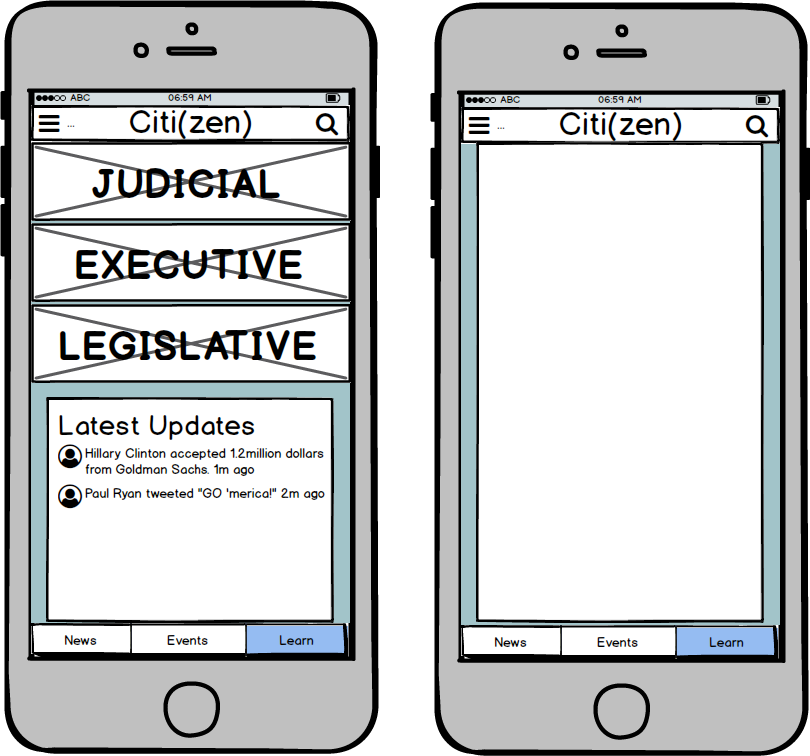 ABC 06:59 AM
... Citi(zen)
JUDICIAL
EXECUTIVE
LEGISLATIVE
Latest Updates
Hillary Clinton accepted 1.2million dollars
from Goldman Sachs. 1m ago
Paul Ryan tweeted "GO 'merica!" 2m ago
News Events Learn
ABC 06:59 AM
... Citi(zen)
News Events Learn